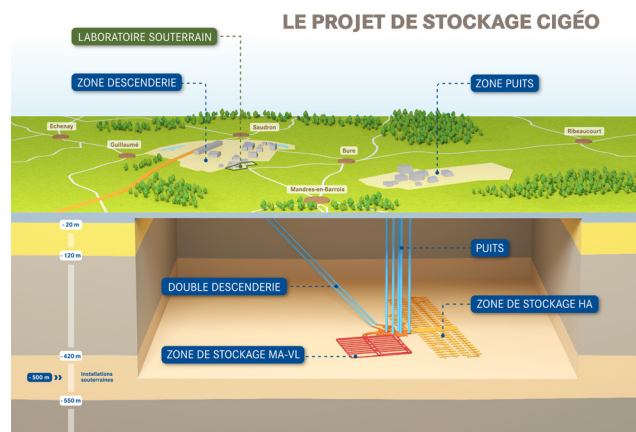 LE PROJET DE STOCKAGE CIGÉO
LABORATOIRE SOUTERRAIN
ZONE DESCENDERIE
ZONE PUITS
Echenay
Saudron
Ribeaucourt
Guillaumé
Bure
Mandres-en-Barrois
- 20 m
- 120 m
PUITS
DOUBLE DESCENDERIE
ZONE DE STOCKAGE HA
ZONE DE STOCKAGE MA-VL
- 420 m
- 500 m
Installations
souterraines
- 550 m